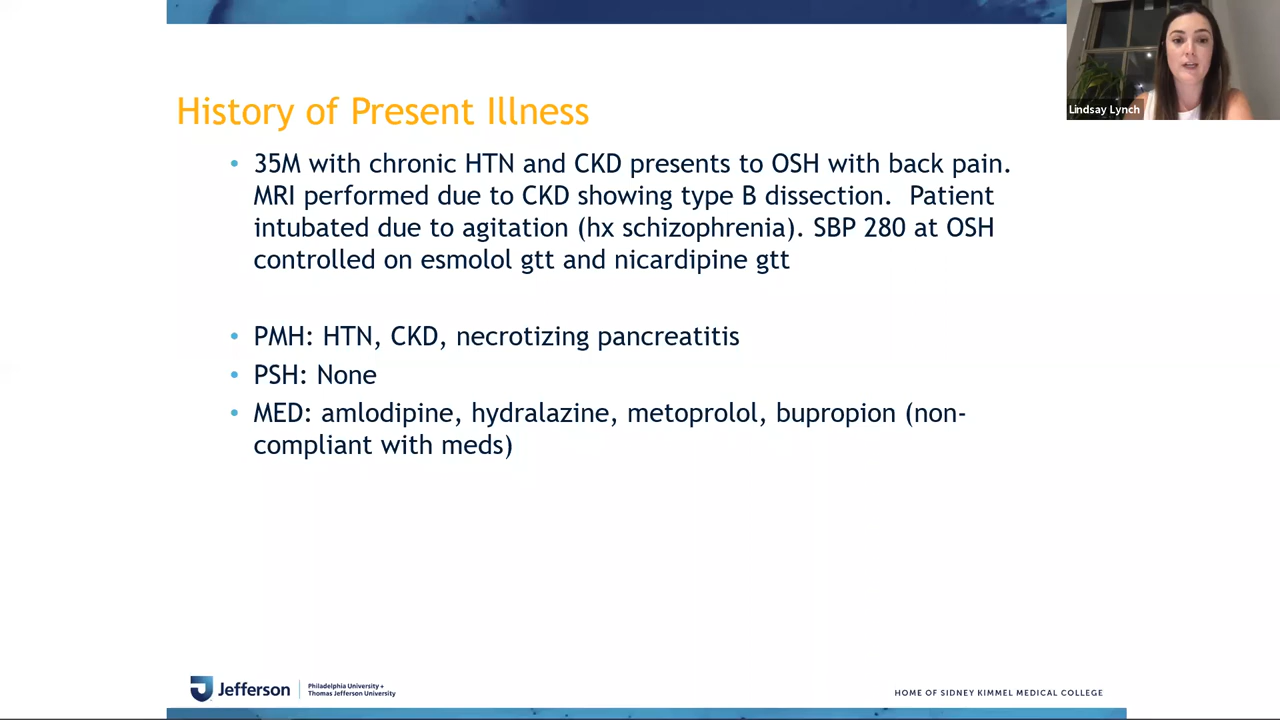 Lindsay Lynch
History of Present Illness
• 35M with chronic HTN and CKD presents to OSH with back pain.
MRI performed due to CKD showing type B dissection.  Patient
intubated due to agitation (hx schizophrenia). SBP 280 at OSH
controlled on esmolol gtt and nicardipine gtt
• PMH: HTN, CKD, necrotizing pancreatitis
• PSH: None
• MED: amlodipine, hydralazine, metoprolol, bupropion (non-
compliant with meds)
Jefferson
Philadelphia University +
Thomas Jefferson University
HOME OF SIDNEY KIMMEL MEDICAL COLLEGE